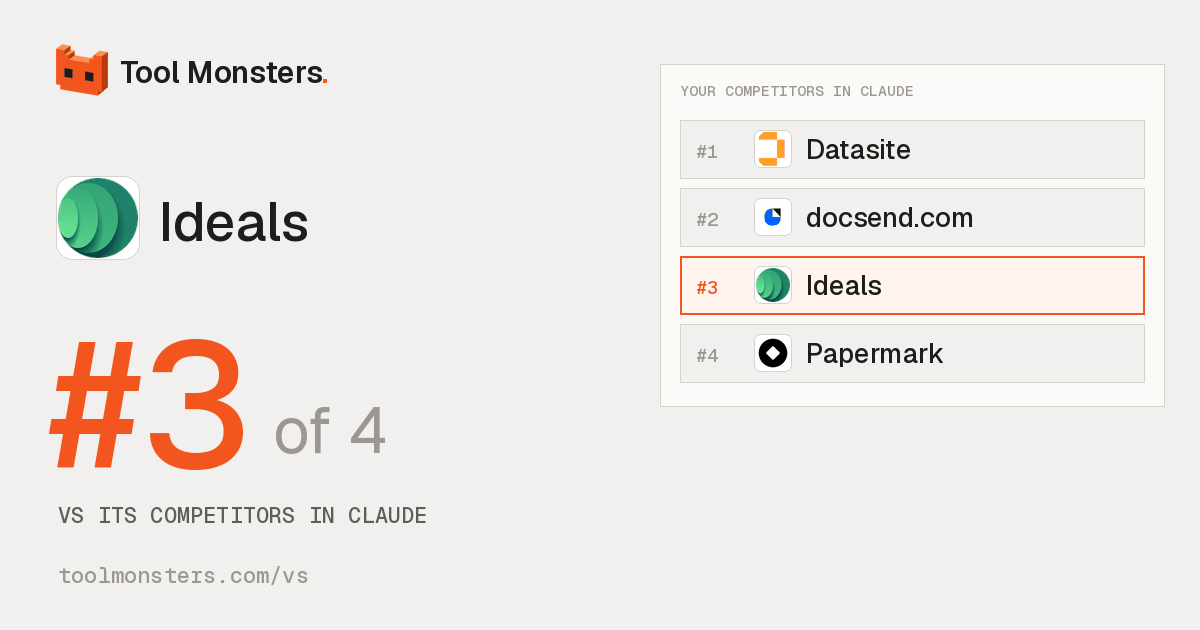 Tool Monsters.
Ideals
#3 of 4
VS ITS COMPETITORS IN CLAUDE
toolmonsters.com/vs
YOUR COMPETITORS IN CLAUDE
#1 Datasite
#2 docsend.com
#3 Ideals
#4 Papermark